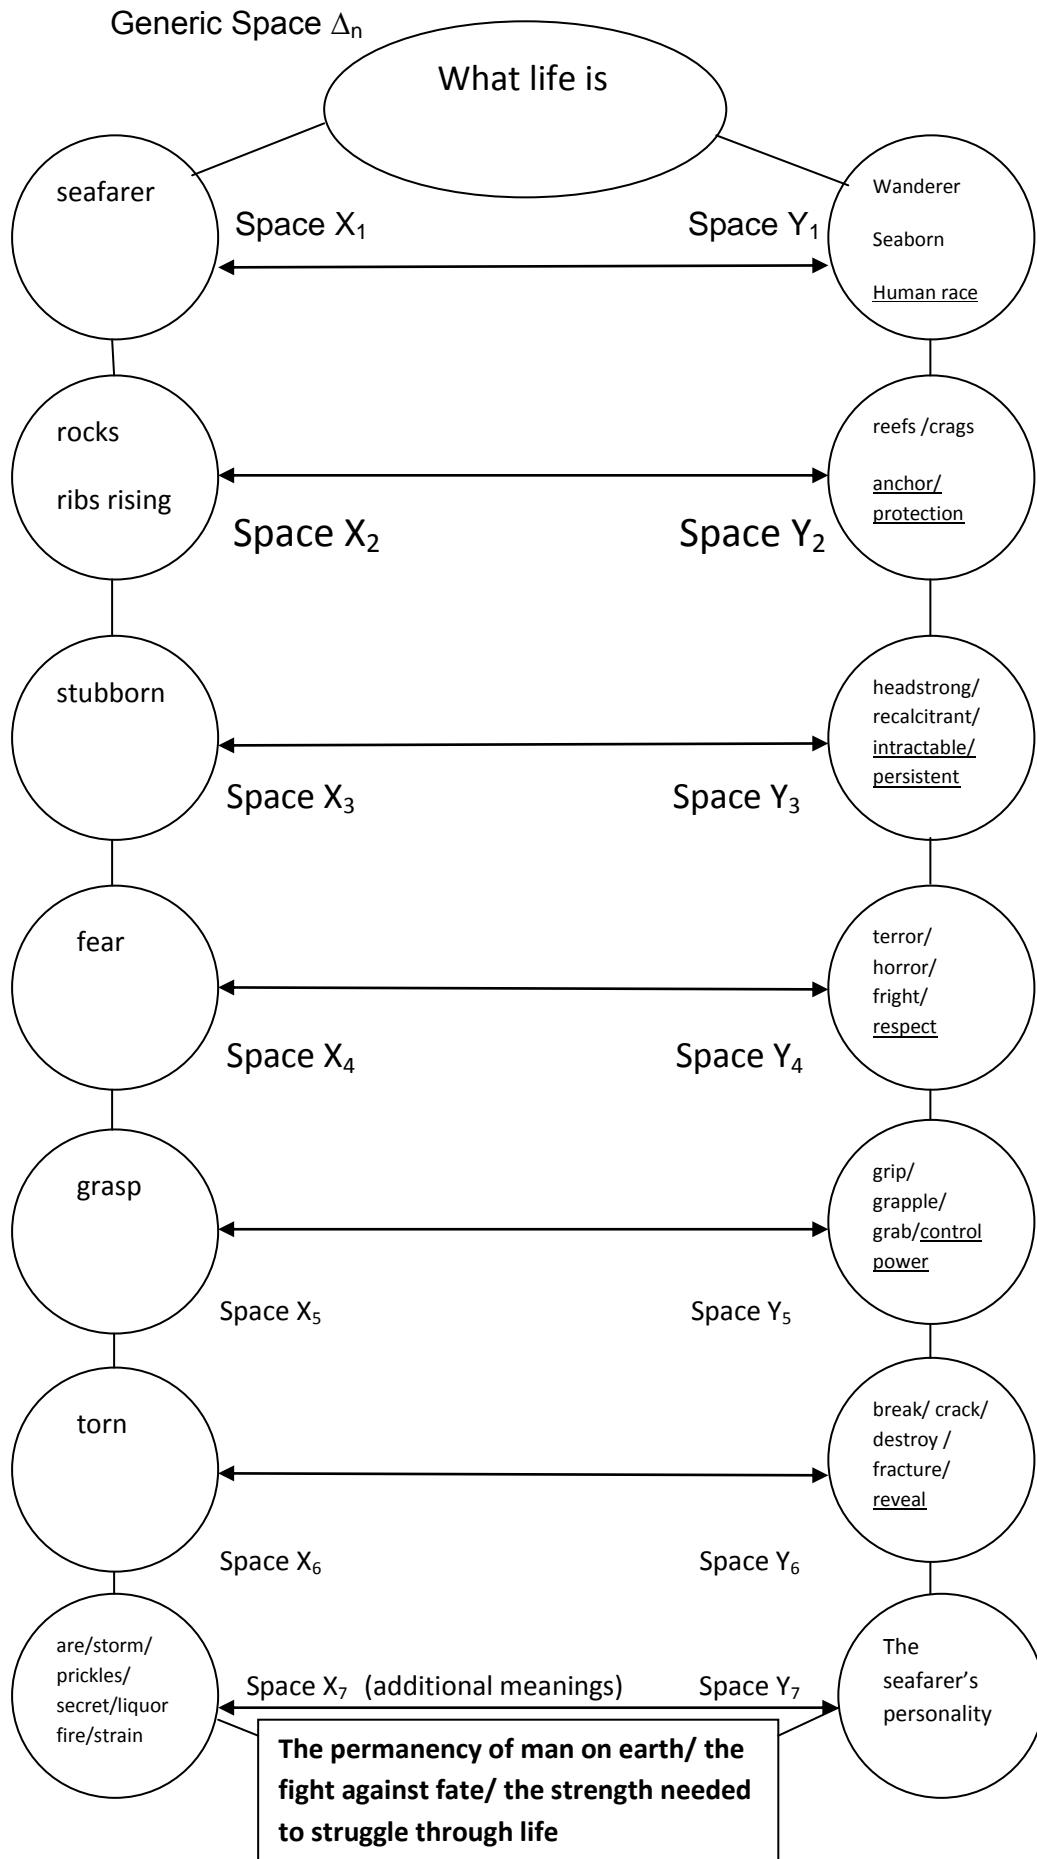 Generic Space Δn
What life is
seafarer
Space X1
Space Y1
Wanderer
Seaborn
Human race
rocks
ribs rising
Space X2
Space Y2
reefs /crags
anchor/
protection
stubborn
Space X3
Space Y3
headstrong/
recalcitrant/
intractable/
persistent
fear
Space X4
Space Y4
terror/
horror/
fright/
respect
grasp
Space X5
Space Y5
grip/
grapple/
grab/control
power
torn
Space X6
Space Y6
break/ crack/
destroy /
fracture/
reveal
are/storm/
prickles/
secret/liquor
fire/strain
Space X7 (additional meanings)
Space Y7
The
seafarer’s
personality
The permanency of man on earth/ the
fight against fate/ the strength needed
to struggle through life